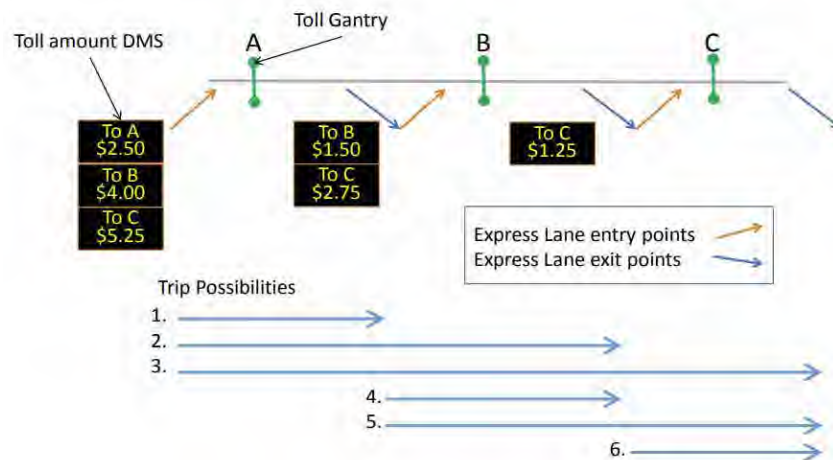 Toll Gantry
Toll amount DMS
A
B
C
To A
$2.50
To B
$4.00
To C
$5.25
To B
$1.50
To C
$2.75
To C
$1.25
Express Lane entry points
Express Lane exit points
Trip Possibilities
1.
2.
3.
4.
5.
6.